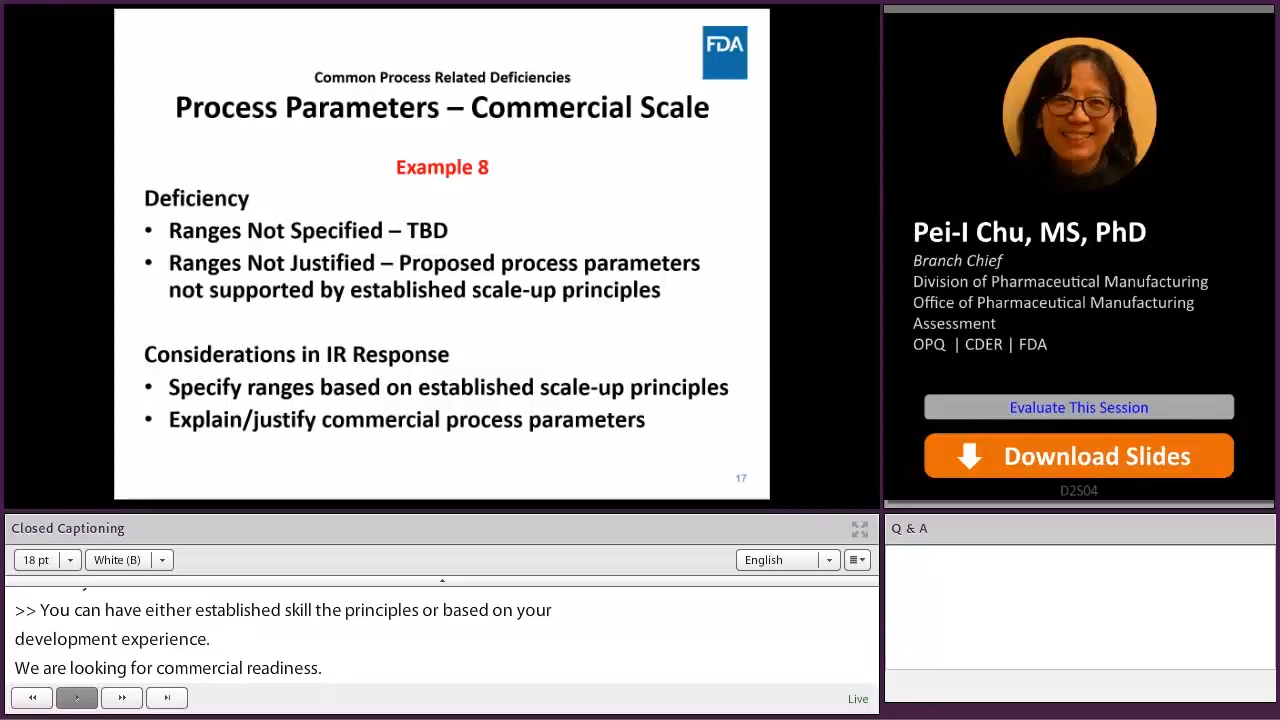 FDA
Common Process Related Deficiencies
Process Parameters – Commercial Scale
Example 8
Deficiency
• Ranges Not Specified – TBD
• Ranges Not Justified – Proposed process parameters
not supported by established scale-up principles
Considerations in IR Response
• Specify ranges based on established scale-up principles
• Explain/justify commercial process parameters
17
Pei-I Chu, MS, PhD
Branch Chief
Division of Pharmaceutical Manufacturing
Office of Pharmaceutical Manufacturing
Assessment
OPQ | CDER | FDA
Evaluate This Session
Download Slides
D2S04
Closed Captioning
18 pt
White (B)
English
>> You can have either established skill the principles or based on your
development experience.
We are looking for commercial readiness.
Live
Q & A